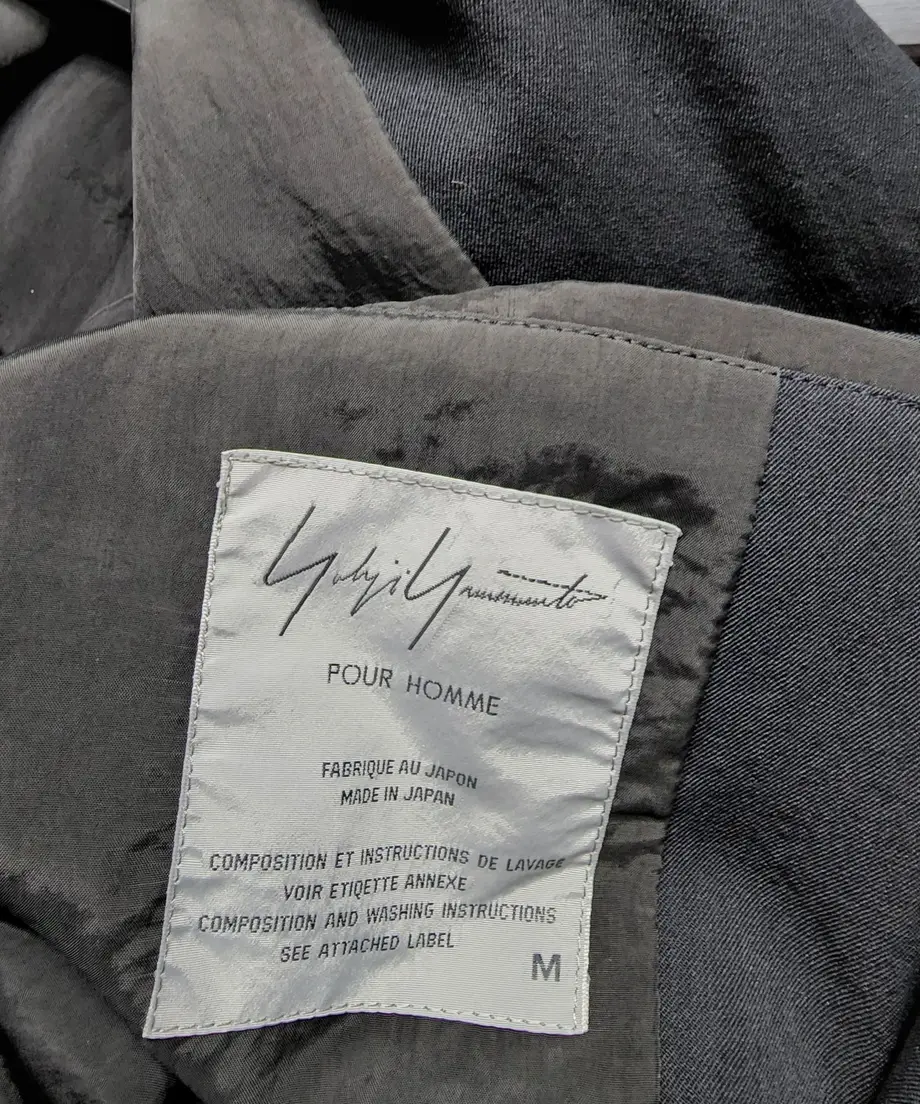 Yohji Yamamoto
POUR HOMME
FABRIQUE AU JAPON
MADE IN JAPAN
COMPOSITION ET INSTRUCTIONS DE LAVAGE
VOIR ETIQETTE ANNEXE
COMPOSITION AND WASHING INSTRUCTIONS
SEE ATTACHED LABEL
M